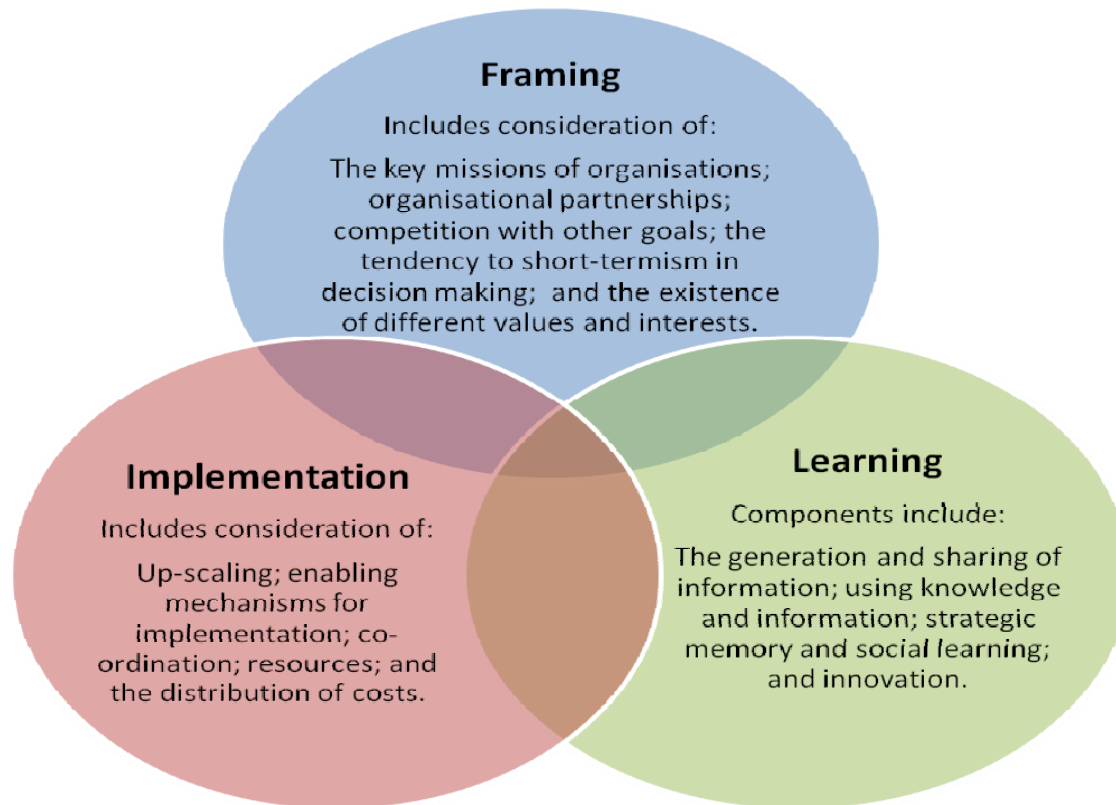 Framing
Includes consideration of:
The key missions of organisations;
organisational partnerships;
competition with other goals; the
tendency to short-termism in
decision making;  and the existence
of different values and interests.
Implementation
Includes consideration of:
Up-scaling; enabling
mechanisms for
implementation; co-
ordination; resources; and
the distribution of costs.
Learning
Components include:
The generation and sharing of
information; using knowledge
and information; strategic
memory and social learning;
and innovation.